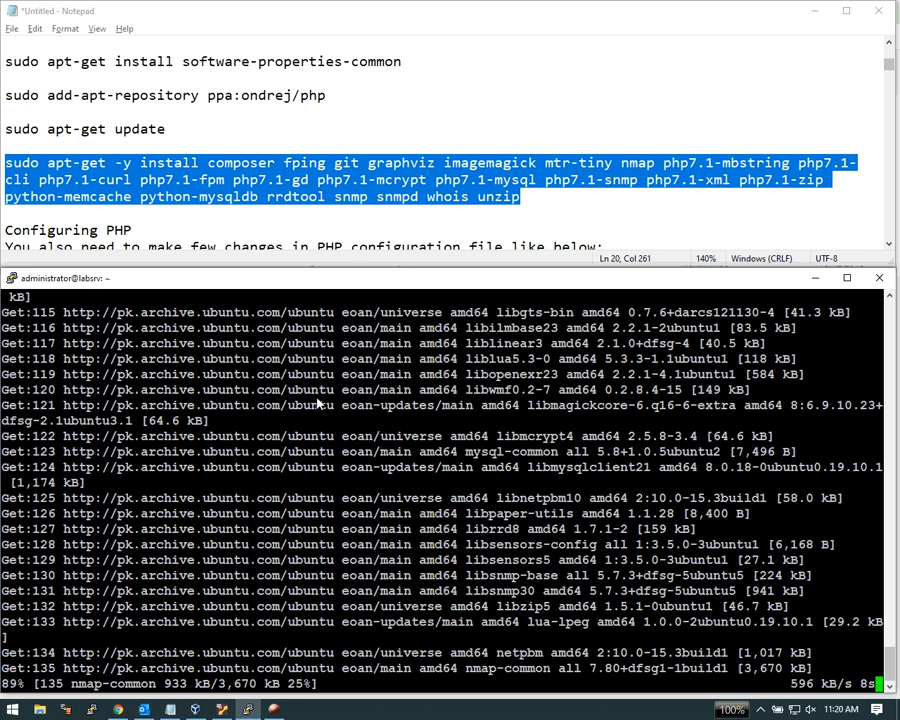 *Untitled - Notepad
File Edit Format View Help
sudo apt-get install software-properties-common
sudo add-apt-repository ppa:ondrej/php
sudo apt-get update
sudo apt-get -y install composer fping git graphviz imagemagick mtr-tiny nmap php7.1-mbstring php7.1-
cli php7.1-curl php7.1-fpm php7.1-gd php7.1-mcrypt php7.1-mysql php7.1-snmp php7.1-xml php7.1-zip
python-memcache python-mysqldb rrdtool snmp snmpd whois unzip
Configuring PHP
You also need to make few changes in PHP configuration file like below:
Ln 20, Col 261 140% Windows (CRLF) UTF-8
administrator@labsrv: ~
kB]
Get:115 http://pk.archive.ubuntu.com/ubuntu eoan/universe amd64 libgts-bin amd64 0.7.6+darcs121130-4 [41.3 kB]
Get:116 http://pk.archive.ubuntu.com/ubuntu eoan/main amd64 libilmbase23 amd64 2.2.1-2ubuntu1 [83.5 kB]
Get:117 http://pk.archive.ubuntu.com/ubuntu eoan/main amd64 liblinear3 amd64 2.1.0+dfsg-4 [40.5 kB]
Get:118 http://pk.archive.ubuntu.com/ubuntu eoan/main amd64 liblua5.3-0 amd64 5.3.3-1.1ubuntu1 [118 kB]
Get:119 http://pk.archive.ubuntu.com/ubuntu eoan/main amd64 libopenexr23 amd64 2.2.1-4.1ubuntu1 [584 kB]
Get:120 http://pk.archive.ubuntu.com/ubuntu eoan/main amd64 libwmf0.2-7 amd64 0.2.8.4-15 [149 kB]
Get:121 http://pk.archive.ubuntu.com/ubuntu eoan-updates/main amd64 libmagickcore-6.q16-6-extra amd64 8:6.9.10.23+
dfsg-2.1ubuntu3.1 [64.6 kB]
Get:122 http://pk.archive.ubuntu.com/ubuntu eoan/universe amd64 libmcrypt4 amd64 2.5.8-3.4 [64.6 kB]
Get:123 http://pk.archive.ubuntu.com/ubuntu eoan/main amd64 mysql-common all 5.8+1.0.5ubuntu2 [7,496 B]
Get:124 http://pk.archive.ubuntu.com/ubuntu eoan-updates/main amd64 libmysqlclient21 amd64 8.0.18-0ubuntu0.19.10.1
[1,174 kB]
Get:125 http://pk.archive.ubuntu.com/ubuntu eoan/universe amd64 libnetpbm10 amd64 2:10.0-15.3build1 [58.0 kB]
Get:126 http://pk.archive.ubuntu.com/ubuntu eoan/main amd64 libpaper-utils amd64 1.1.28 [8,400 B]
Get:127 http://pk.archive.ubuntu.com/ubuntu eoan/main amd64 librrd8 amd64 1.7.1-2 [159 kB]
Get:128 http://pk.archive.ubuntu.com/ubuntu eoan/main amd64 libsensors-config all 1:3.5.0-3ubuntu1 [6,168 B]
Get:129 http://pk.archive.ubuntu.com/ubuntu eoan/main amd64 libsensors5 amd64 1:3.5.0-3ubuntu1 [27.1 kB]
Get:130 http://pk.archive.ubuntu.com/ubuntu eoan/main amd64 libsnmp-base all 5.7.3+dfsg-5ubuntu5 [224 kB]
Get:131 http://pk.archive.ubuntu.com/ubuntu eoan/main amd64 libsnmp30 amd64 5.7.3+dfsg-5ubuntu5 [941 kB]
Get:132 http://pk.archive.ubuntu.com/ubuntu eoan/universe amd64 libzip5 amd64 1.5.1-0ubuntu1 [46.7 kB]
Get:133 http://pk.archive.ubuntu.com/ubuntu eoan-updates/main amd64 lua-lpeg amd64 1.0.0-2ubuntu0.19.10.1 [29.2 kB
]
Get:134 http://pk.archive.ubuntu.com/ubuntu eoan/universe amd64 netpbm amd64 2:10.0-15.3build1 [1,017 kB]
Get:135 http://pk.archive.ubuntu.com/ubuntu eoan/main amd64 nmap-common all 7.80+dfsg1-1build1 [3,670 kB]
89% [135 nmap-common 933 kB/3,670 kB 25%] 596 kB/s 8s
100% 11:20 AM